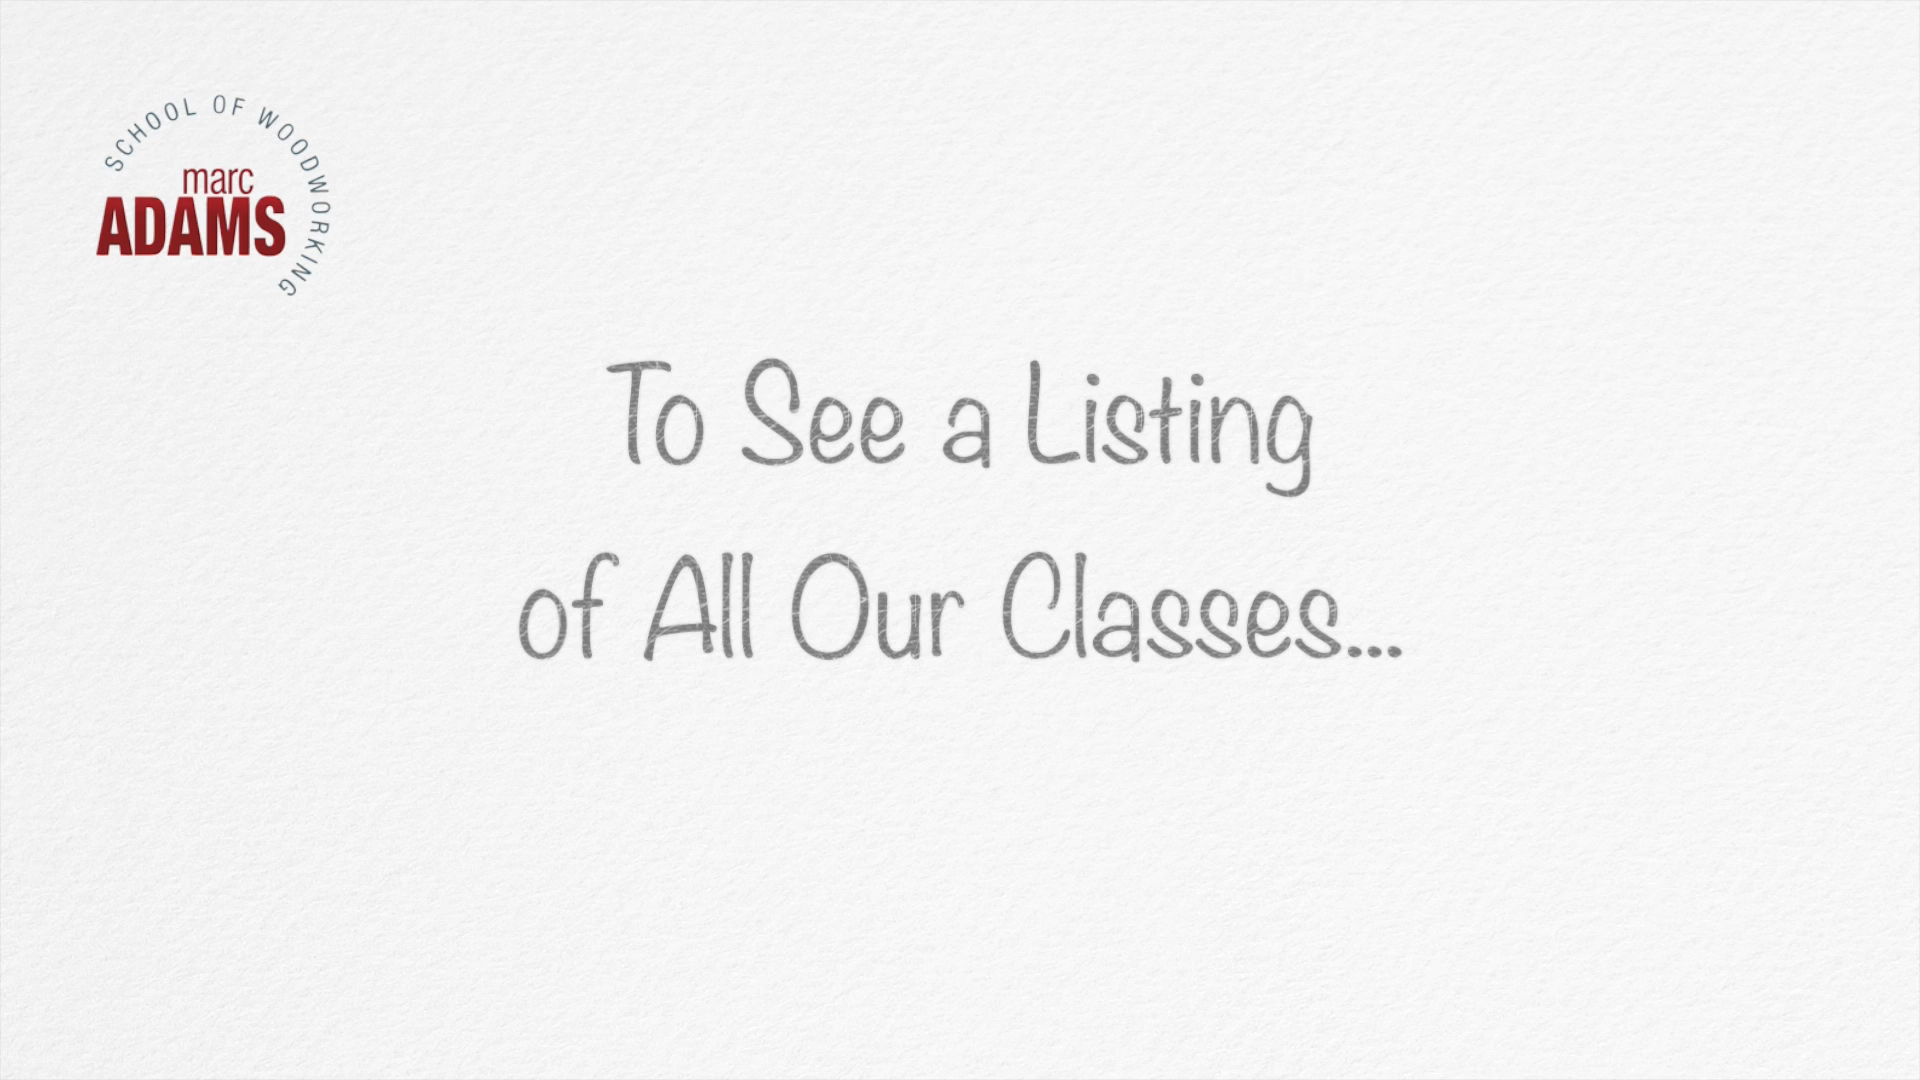 SCHOOL OF WOODWORKING
marc
ADAMS
To See a Listing
of All Our Classes...